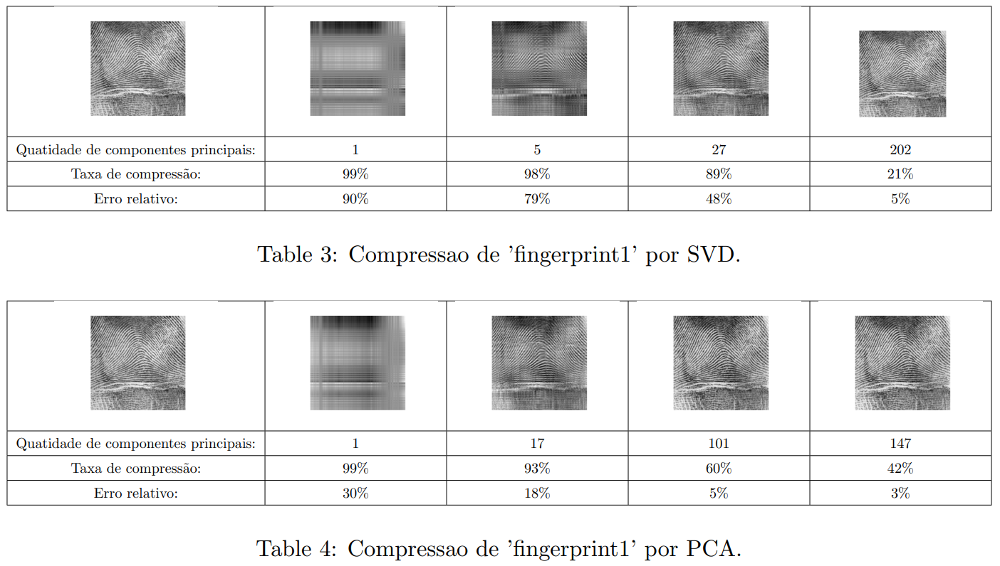 Quatidade de componentes principais: 1 5 27 202
Taxa de compressão: 99% 98% 89% 21%
Erro relativo: 90% 79% 48% 5%
Table 3: Compressao de ’fingerprint1’ por SVD.
Quatidade de componentes principais: 1 17 101 147
Taxa de compressão: 99% 93% 60% 42%
Erro relativo: 30% 18% 5% 3%
Table 4: Compressao de ’fingerprint1’ por PCA.